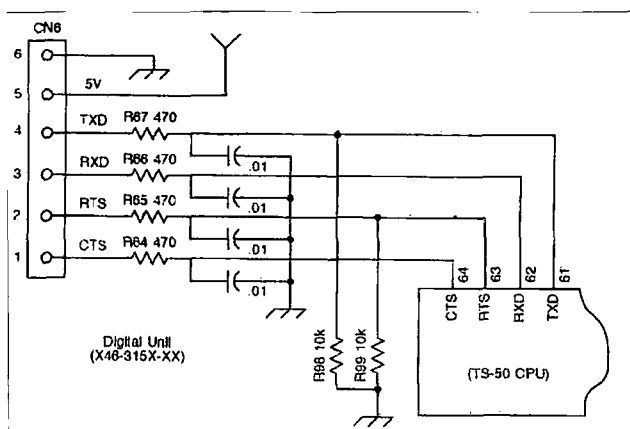 CN6
6
5 5V
4 TXD R67 470
.01
3 RXD R66 470
.01
2 RTS R65 470
.01
1 CTS R64 470
.01
64 63 62 61
CTS RTS RXD TXD
Digital Unit
(X46-315X-XX)
R98 10k
R99 10k
(TS-50 CPU)